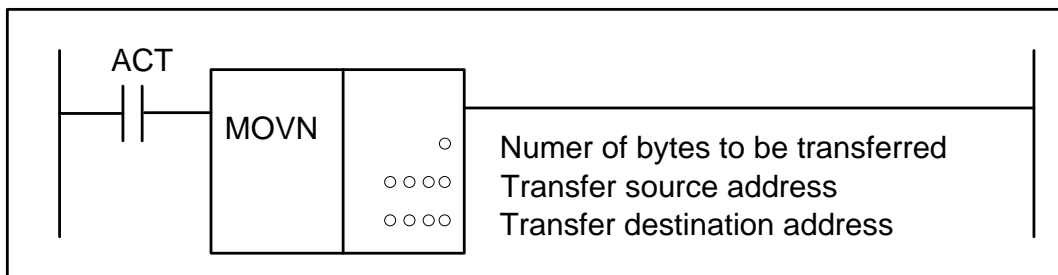 ACT
MOVN
○ Numer of bytes to be transferred
○○○○ Transfer source address
○○○○ Transfer destination address